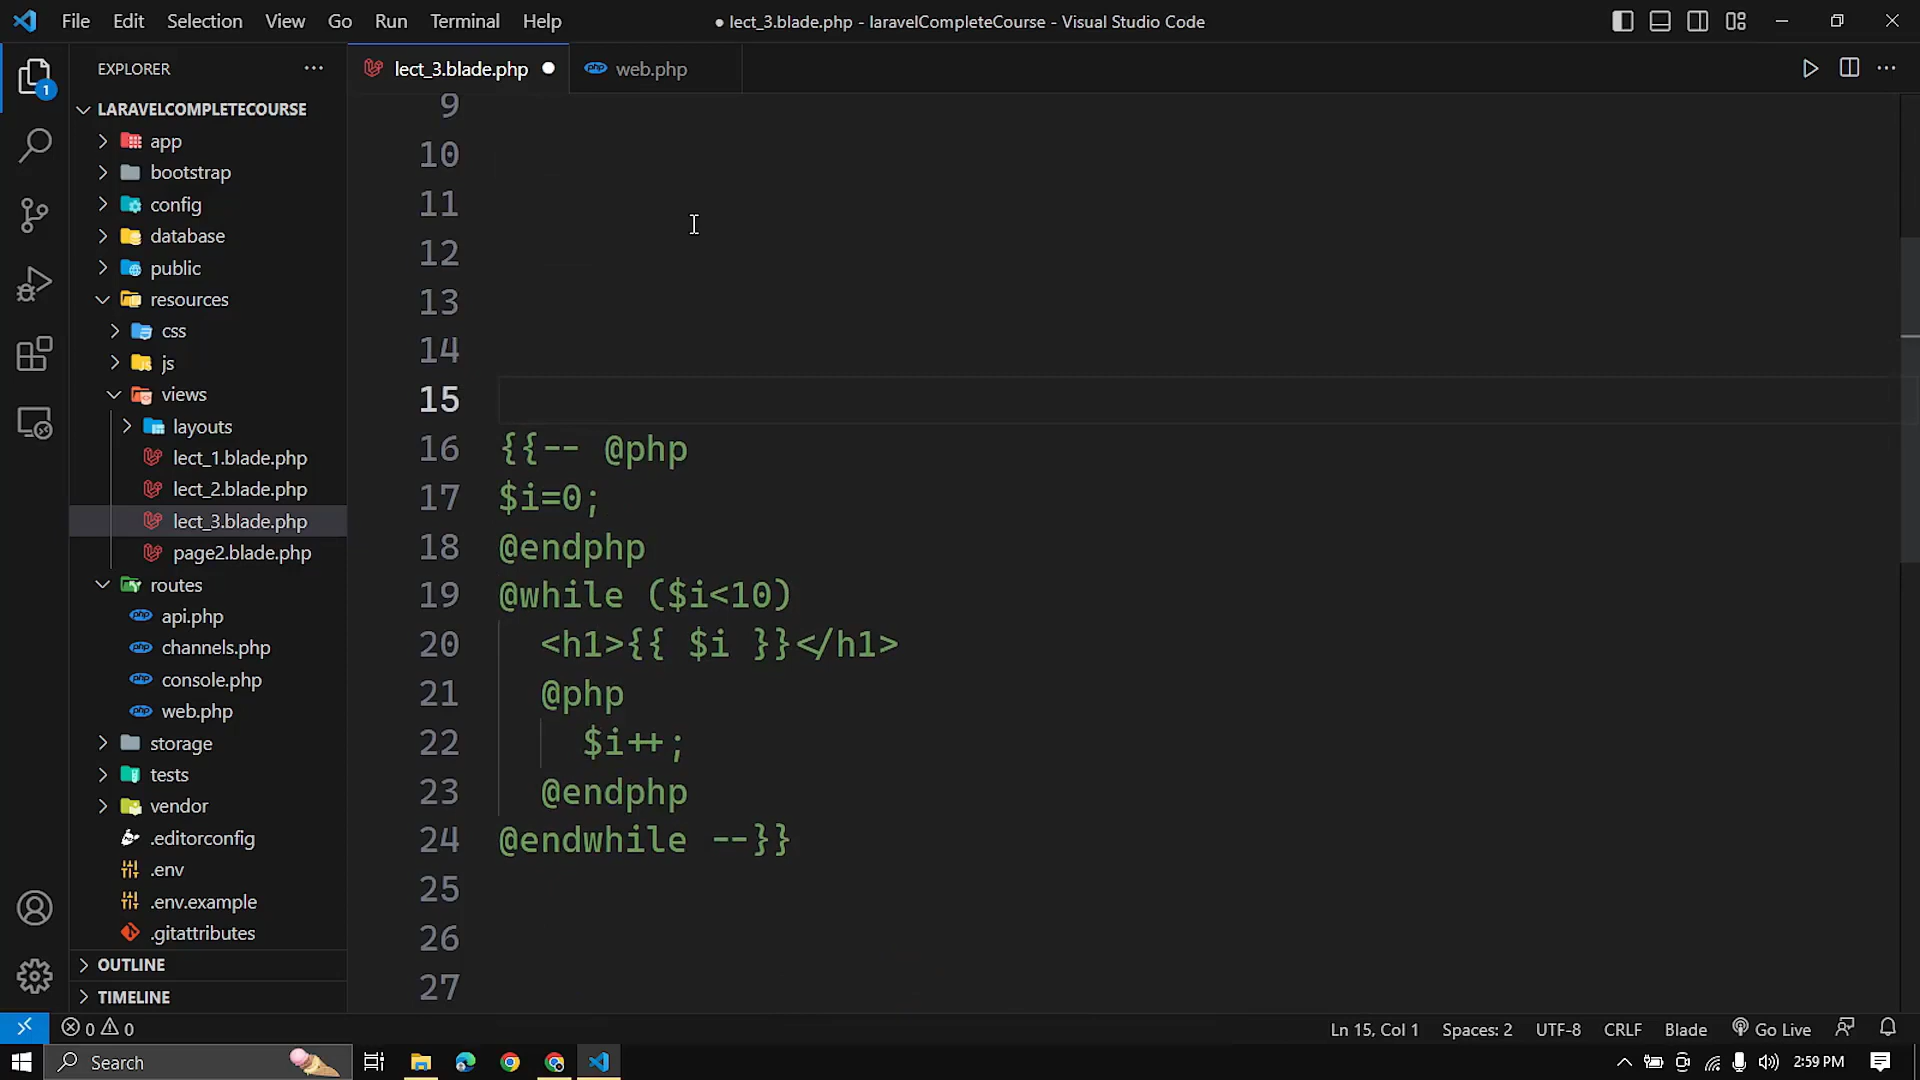 File Edit Selection View Go Run Terminal Help
● lect_3.blade.php - laravelCompleteCourse - Visual Studio Code
EXPLORER
lect_3.blade.php
web.php
1
LARAVELCOMPLETECOURSE
app
bootstrap
config
database
public
resources
css
js
views
layouts
lect_1.blade.php
lect_2.blade.php
lect_3.blade.php
page2.blade.php
routes
api.php
channels.php
console.php
web.php
storage
tests
vendor
.editorconfig
.env
.env.example
.gitattributes
OUTLINE
TIMELINE
9
10
11
12
13
14
15
16 {{-- @php
17 $i=0;
18 @endphp
19 @while ($i<10)
20 <h1>{{ $i }}</h1>
21 @php
22 $i++;
23 @endphp
24 @endwhile --}}
25
26
27
0 0
Ln 15, Col 1
Spaces: 2
UTF-8
CRLF
Blade
Go Live
Search
2:59 PM